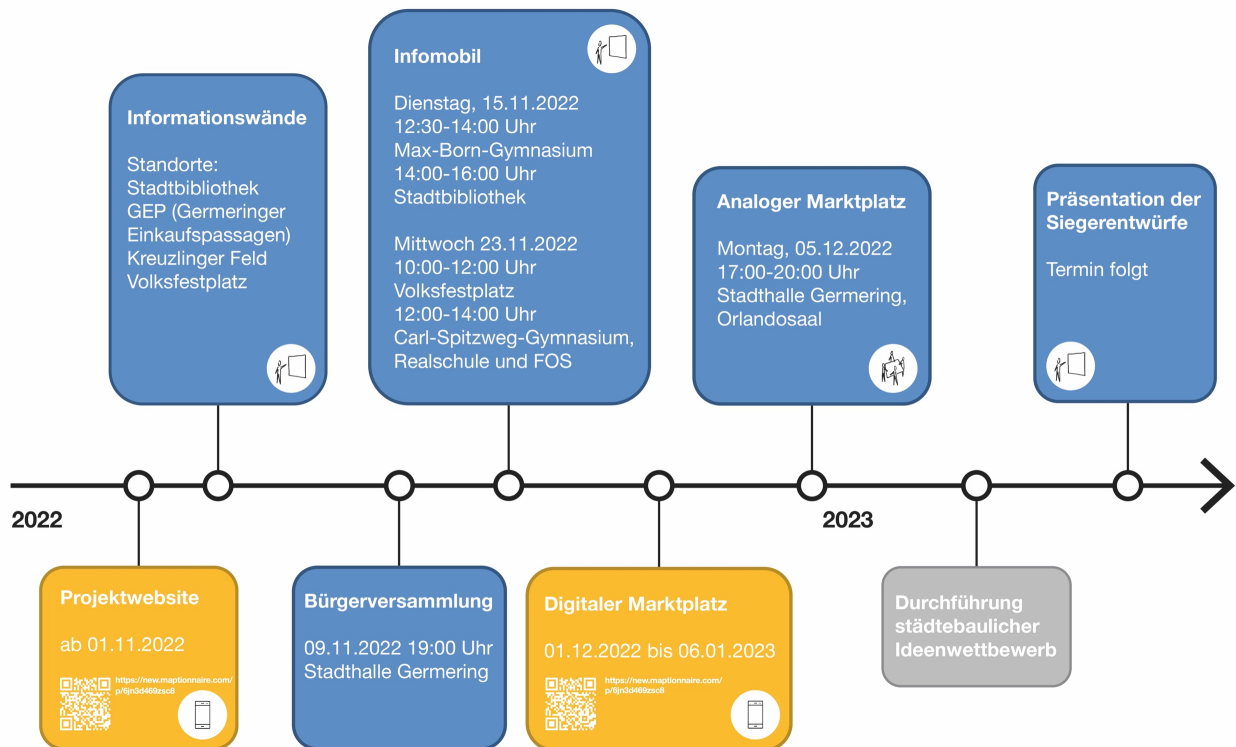 Informationswände
Standorte:
Stadtbibliothek
GEP (Germeringer
Einkaufspassagen)
Kreuzlinger Feld
Volksfestplatz
Infomobil
Dienstag, 15.11.2022
12:30-14:00 Uhr
Max-Born-Gymnasium
14:00-16:00 Uhr
Stadtbibliothek
Mittwoch 23.11.2022
10:00-12:00 Uhr
Volksfestplatz
12:00-14:00 Uhr
Carl-Spitzweg-Gymnasium,
Realschule und FOS
Analoger Marktplatz
Montag, 05.12.2022
17:00-20:00 Uhr
Stadthalle Germering,
Orlandosaal
Präsentation der
Siegerentwürfe
Termin folgt
2022
2023
Projektwebsite
ab 01.11.2022
https://new.maptionnaire.com/
p/6jn3d469zsc8
Bürgerversammlung
09.11.2022 19:00 Uhr
Stadthalle Germering
Digitaler Marktplatz
01.12.2022 bis 06.01.2023
https://new.maptionnaire.com/
p/6jn3d469zsc8
Durchführung
städtebaulicher
Ideenwettbewerb